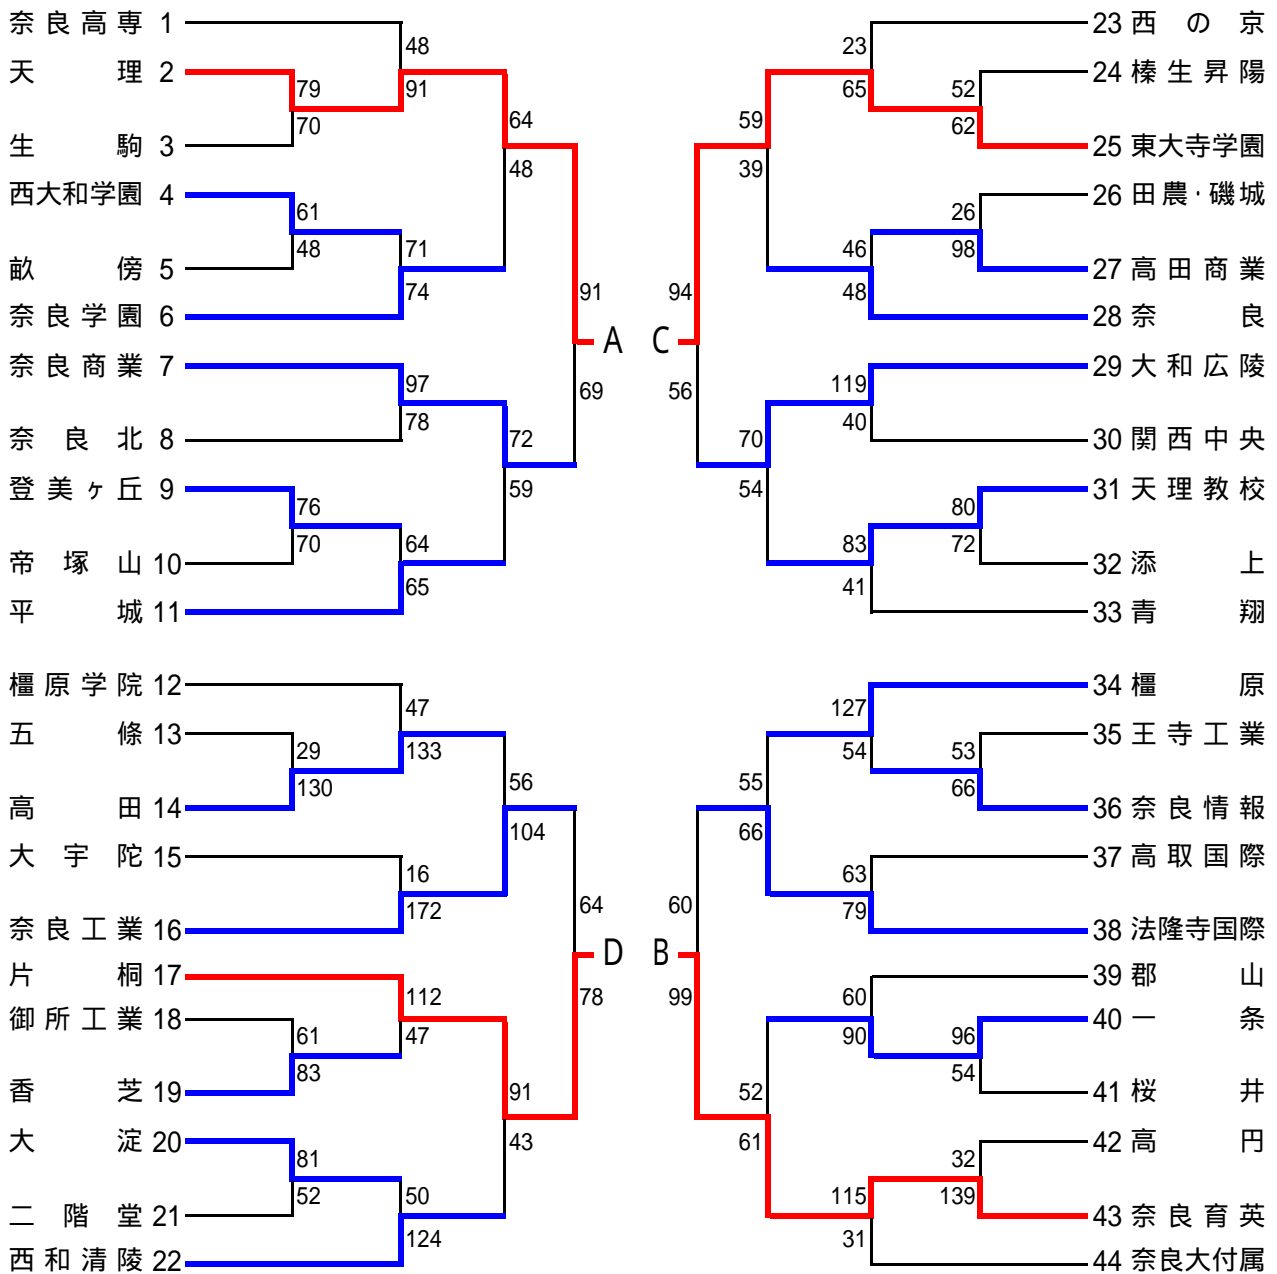 奈良高専 1
48
天理 2
79
91
70
64
生駒 3
48
西大和学園 4
61
48
71
畝傍 5
74
91
奈良学園 6
A
奈良商業 7
97
69
78
奈良北 8
72
59
登美ヶ丘 9
76
70
64
帝塚山 10
65
平城 11
橿原学院 12
47
五條 13
29
133
130
56
高田 14
104
大宇陀 15
16
172
64
奈良工業 16
D
片桐 17
112
78
御所工業 18
61
47
83
91
香芝 19
43
大淀 20
81
52
50
二階堂 21
124
西和清陵 22
23 西の京
23
24 榛生昇陽
65
52
62
59
25 東大寺学園
39
26 田農・磯城
26
46
98
27 高田商業
48
94
28 奈良
C
29 大和広陵
119
56
40
30 関西中央
70
54
31 天理教校
80
83
72
32 添上
41
33 青翔
34 橿原
127
35 王寺工業
54
53
66
55
36 奈良情報
66
37 高取国際
63
79
60
38 法隆寺国際
B
39 郡山
60
99
40 一条
90
96
54
52
41 桜井
61
42 高円
32
115
139
43 奈良育英
31
44 奈良大付属